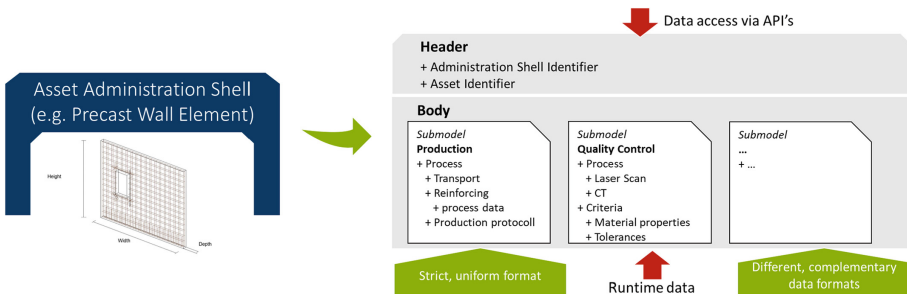 Asset Administration Shell
(e.g. Precast Wall Element)
Height
Width
Depth
Data access via API's
Header
+ Administration Shell Identifier
+ Asset Identifier
Body
Submodel
Production
+ Process
+ Transport
+ Reinforcing
+ process data
+ Production protocoll
Submodel
Quality Control
+ Process
+ Laser Scan
+ CT
+ Criteria
+ Material properties
+ Tolerances
Submodel
...
+ ...
Strict, uniform format
Runtime data
Different, complementary
data formats